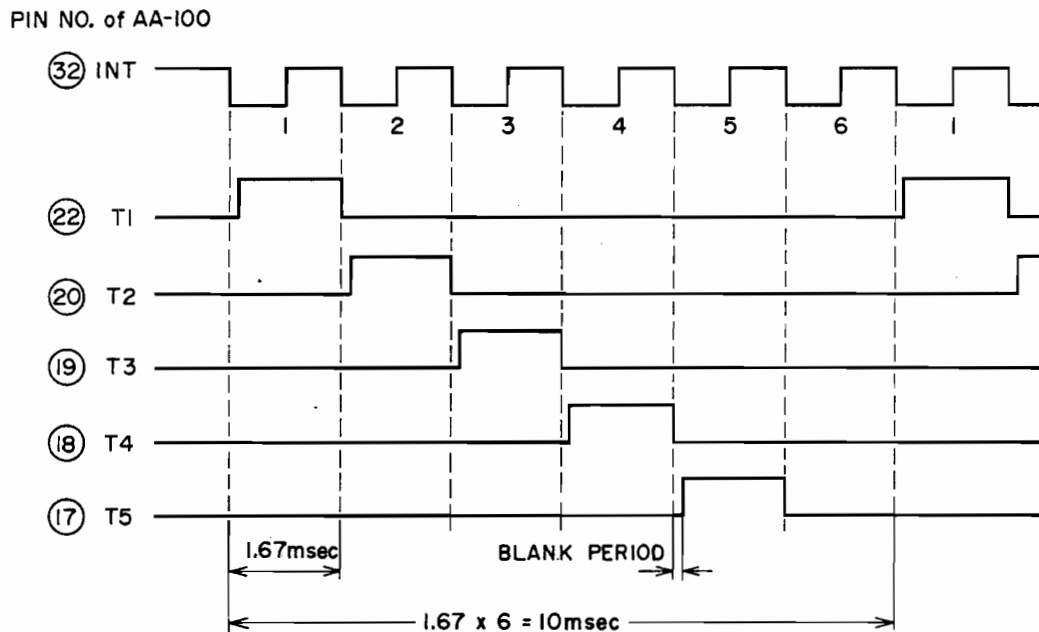 PIN NO. of AA-100
32 INT
1 2 3 4 5 6 1
22 T1
20 T2
19 T3
18 T4
17 T5
1.67msec
BLANK PERIOD
1.67 x 6 = 10msec